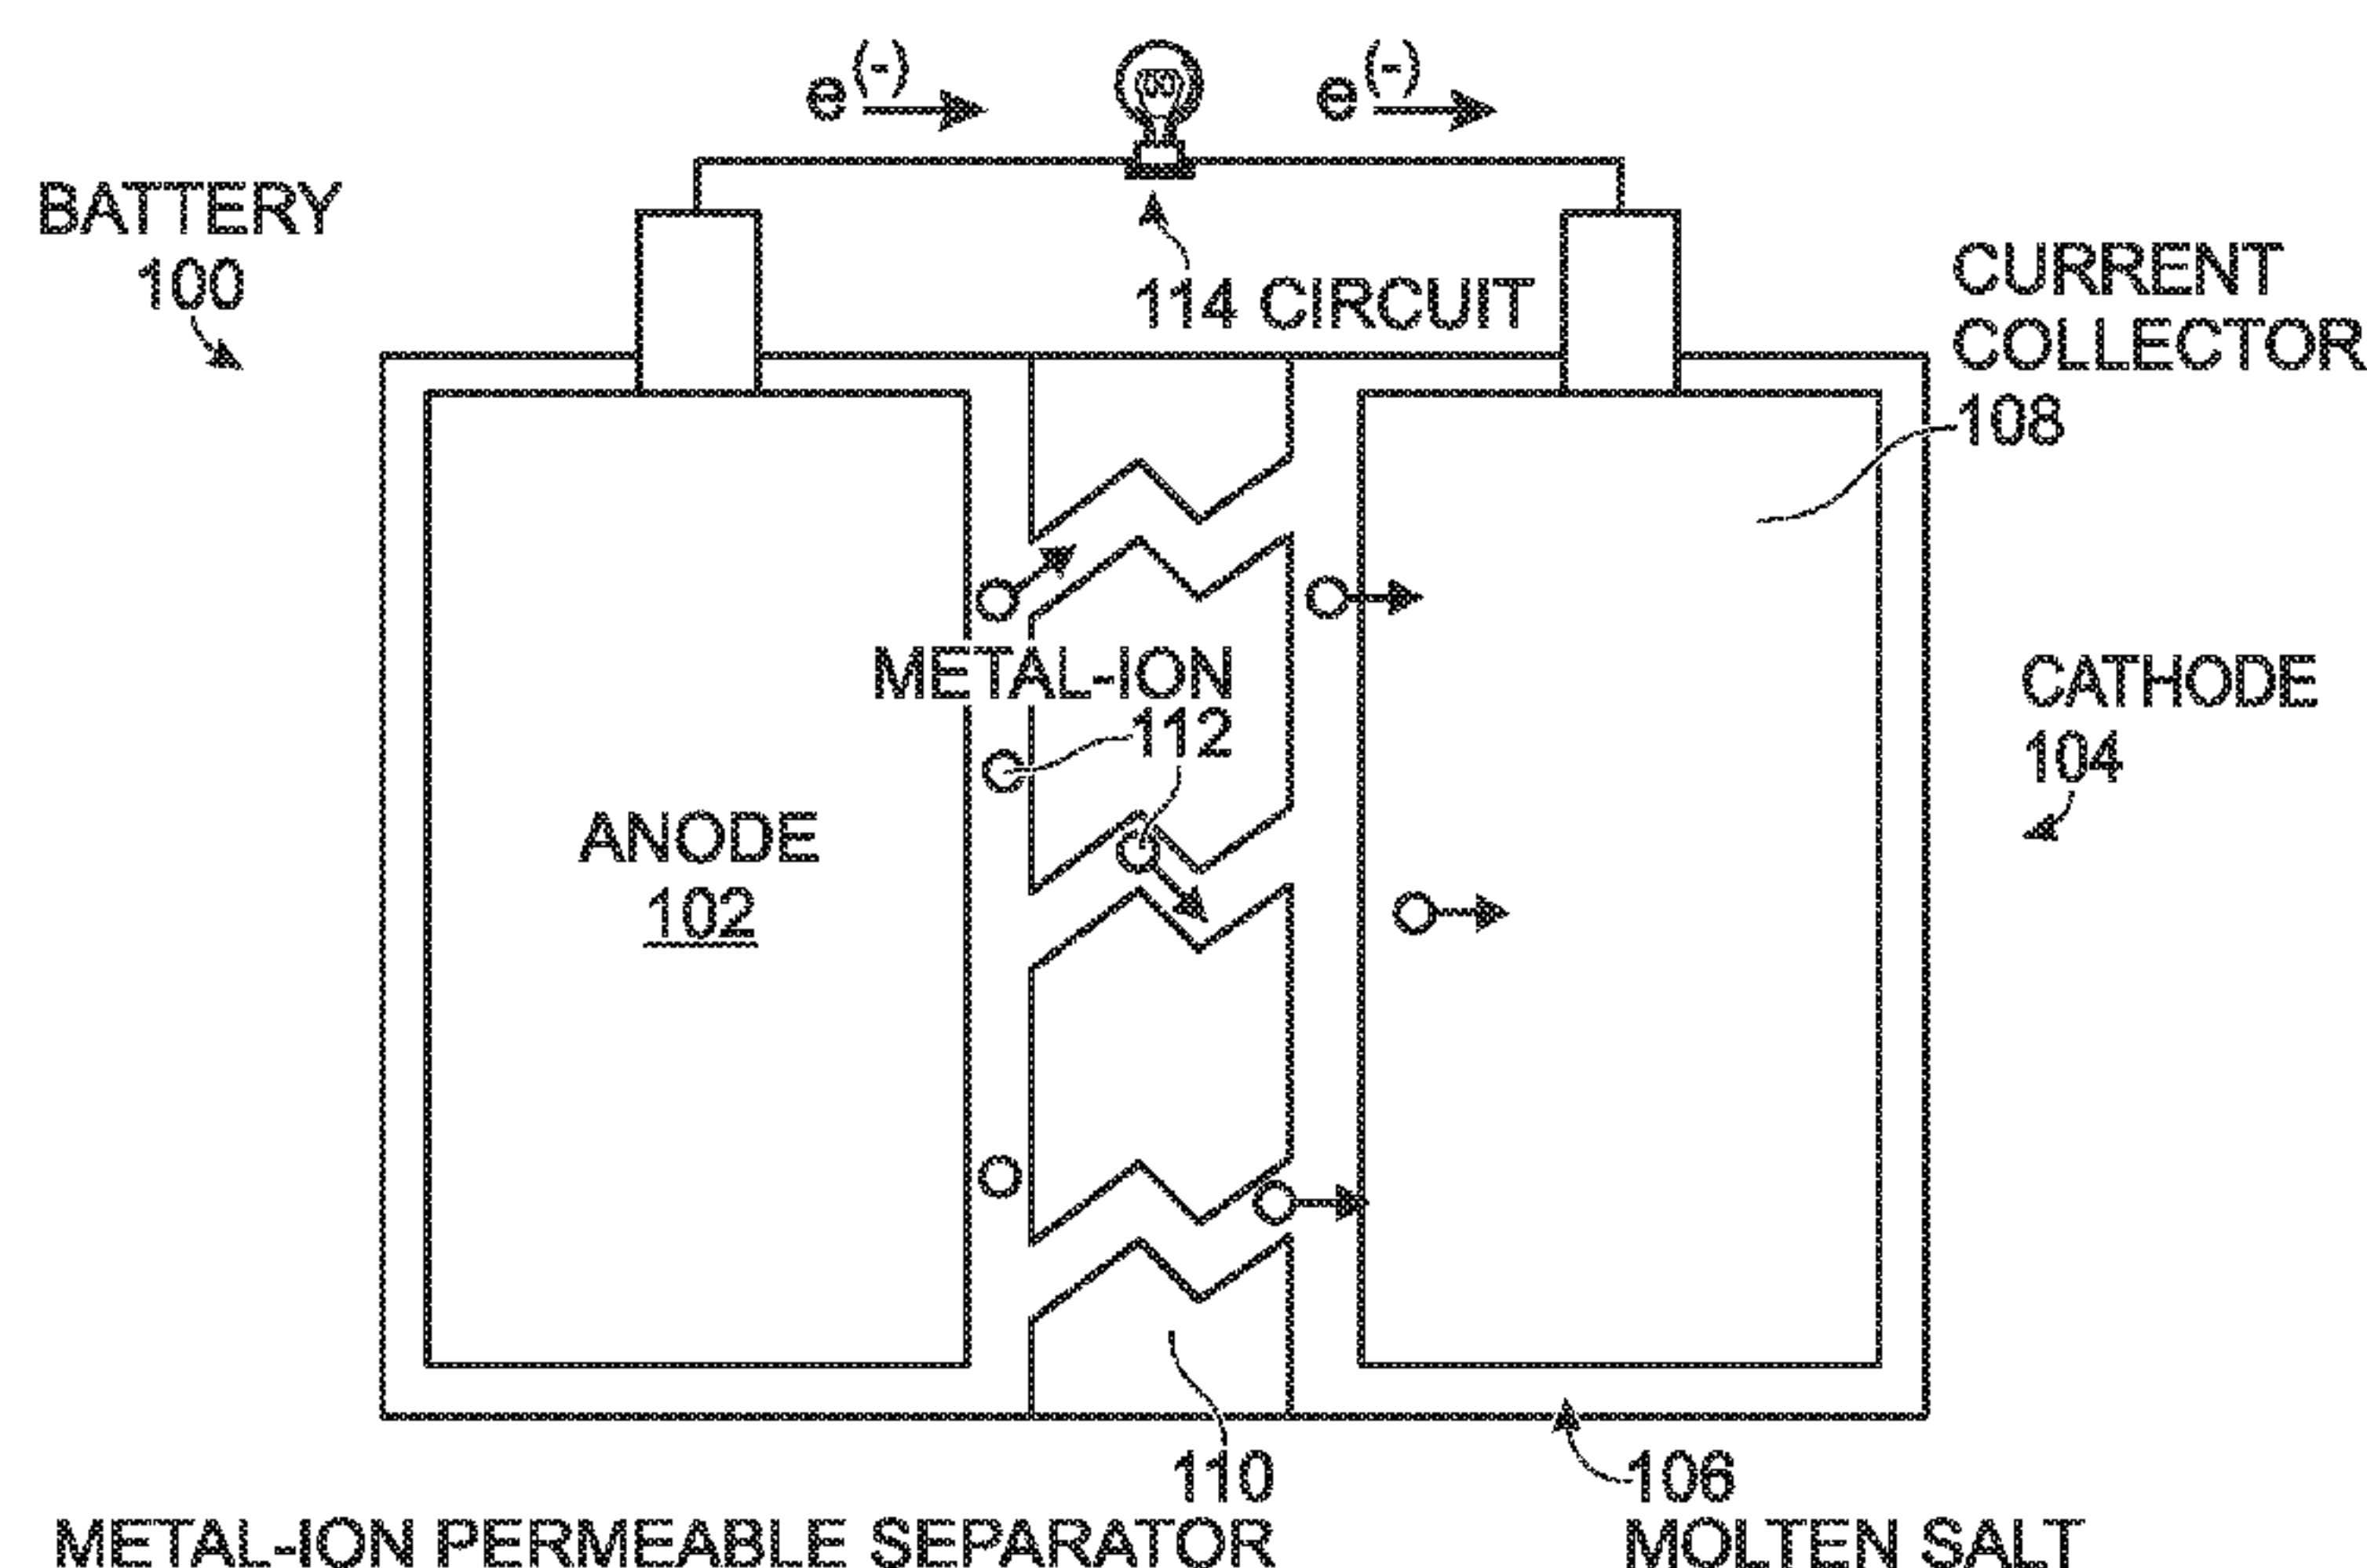 e(-) e(-)
BATTERY
100
114 CIRCUIT
CURRENT
COLLECTOR
108
METAL-ION
112
CATHODE
104
ANODE
102
110
METAL-ION PERMEABLE SEPARATOR
106
MOLTEN SALT